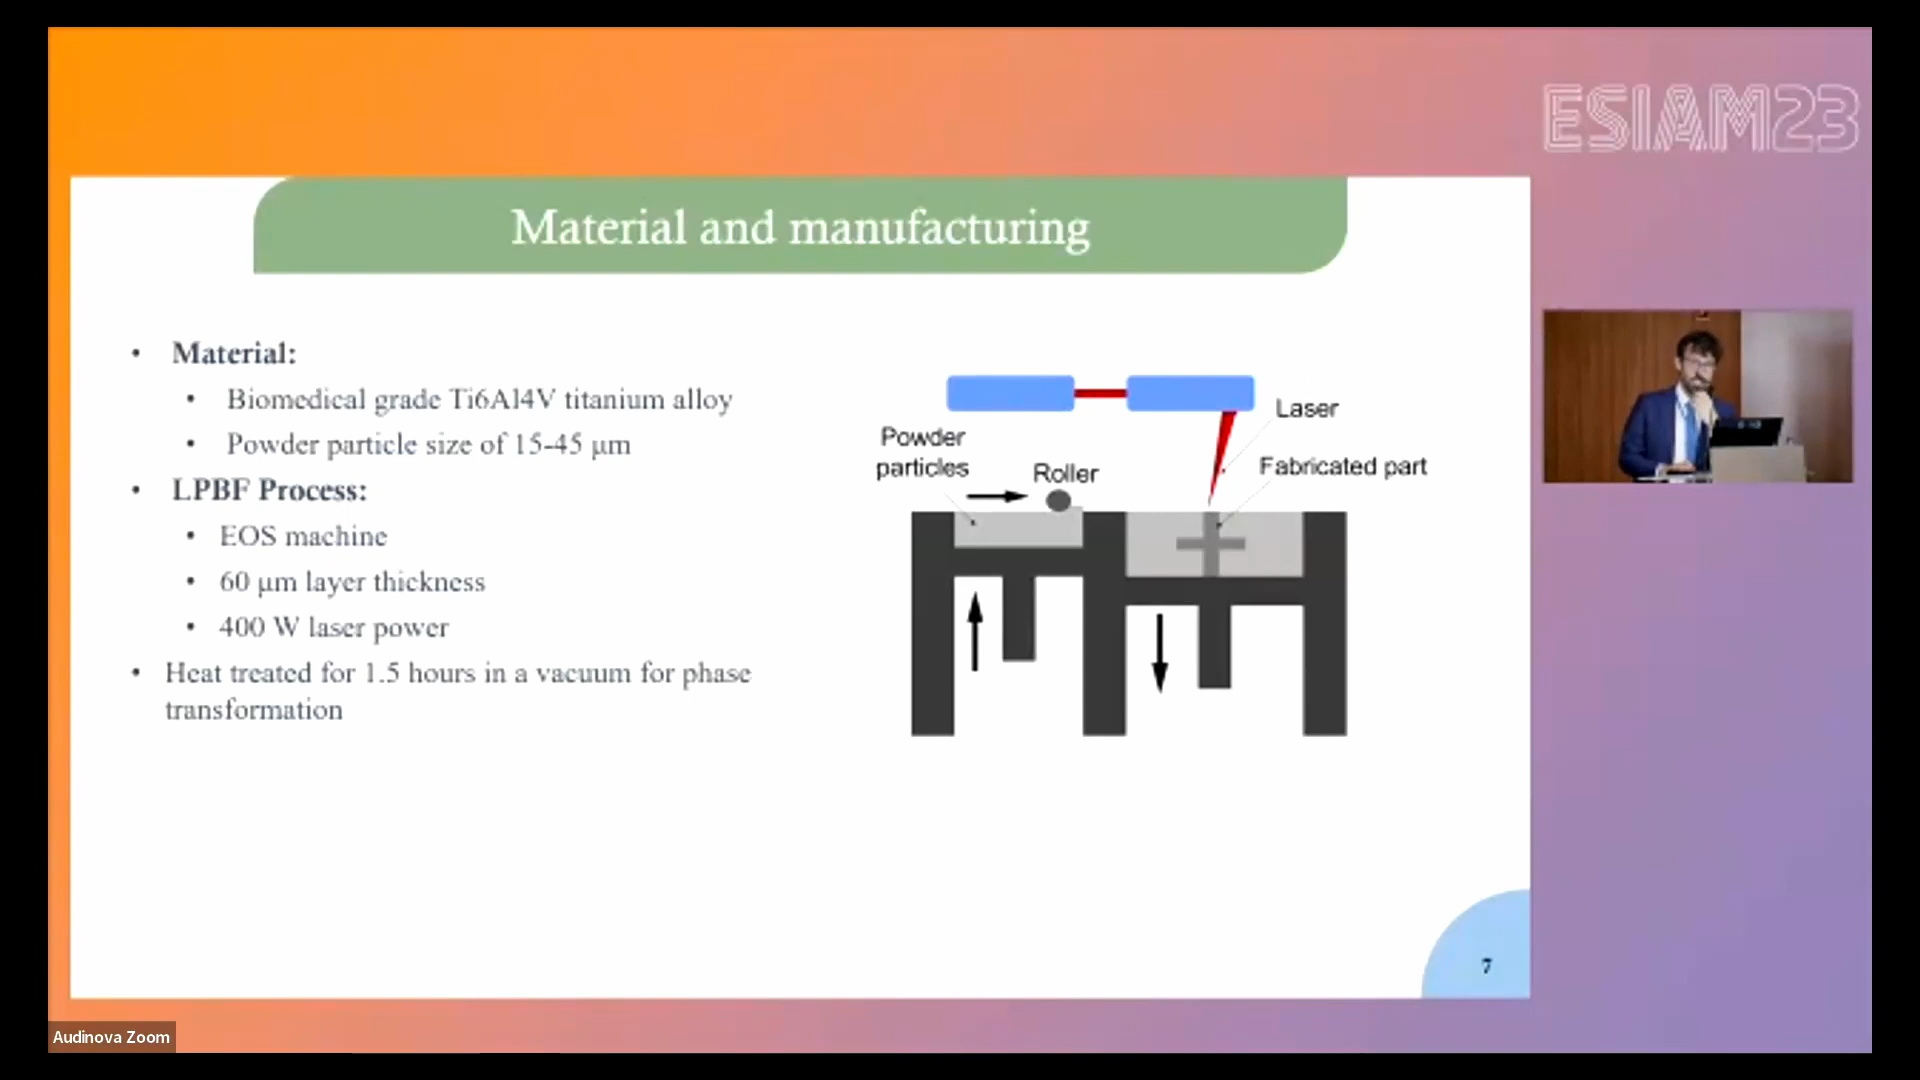 ESIAM23
Material and manufacturing
• Material:
• Biomedical grade Ti6Al4V titanium alloy
• Powder particle size of 15-45 μm
• LPBF Process:
• EOS machine
• 60 μm layer thickness
• 400 W laser power
• Heat treated for 1.5 hours in a vacuum for phase
transformation
Powder
particles
Roller
Laser
Fabricated part
7
Audinova Zoom